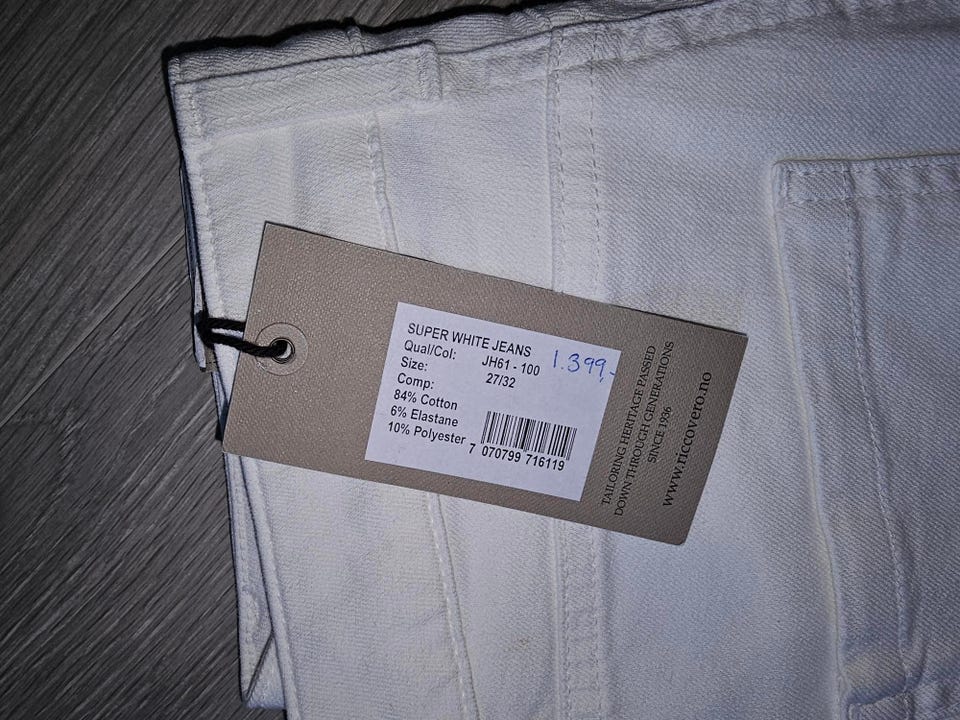 SUPER WHITE JEANS
Qual/Col: JH61 - 100
1.399,-
Size: 27/32
Comp:
84% Cotton
6% Elastane
10% Polyester
7 070799 716119
TAILORING HERITAGE PASSED
DOWN THROUGH GENERATIONS
SINCE 1936
www.riccovero.no